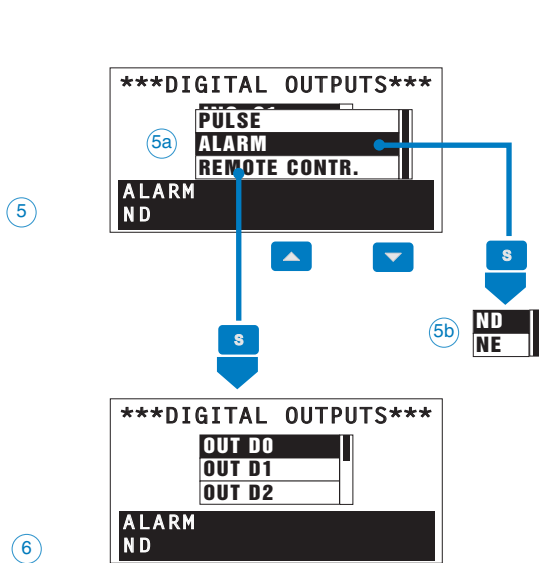 ***DIGITAL OUTPUTS***
PULSE
5a
ALARM
REMOTE CONTR.
ALARM
5
ND
S
5b
ND
NE
S
***DIGITAL OUTPUTS***
OUT D0
OUT D1
OUT D2
ALARM
6
ND